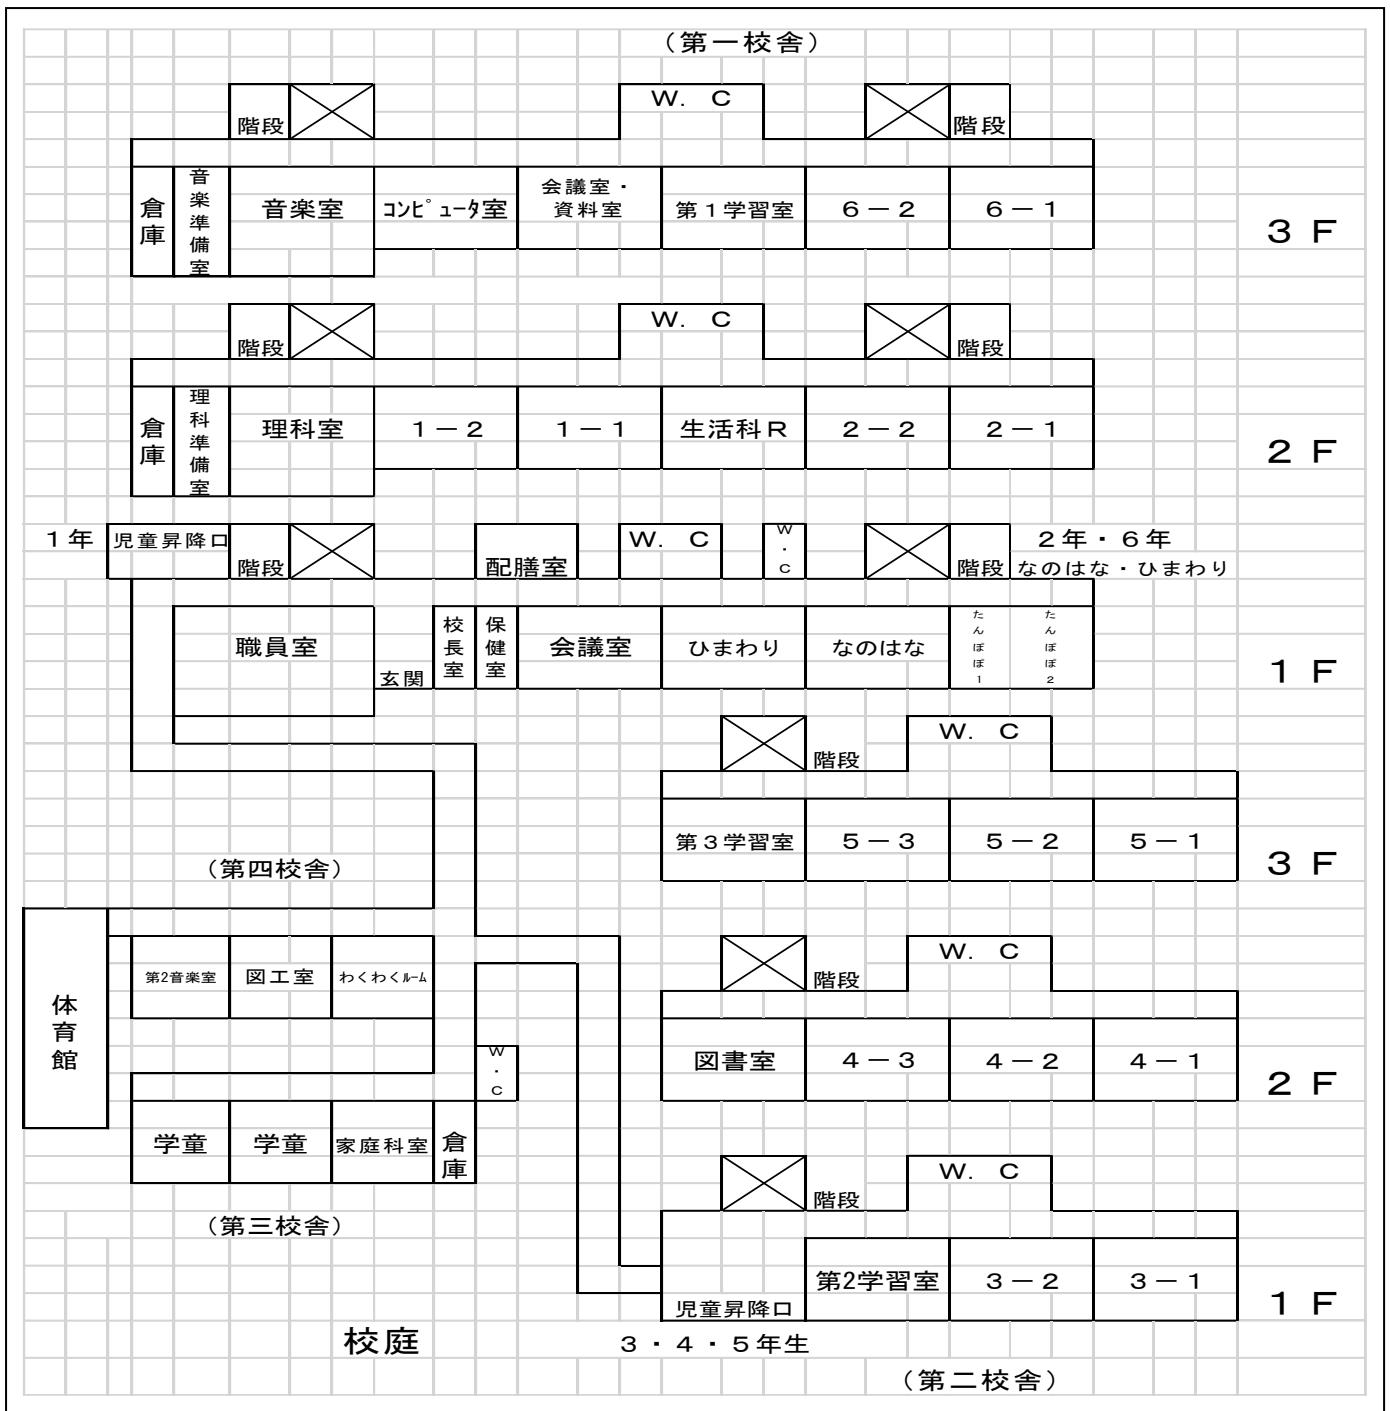 (第一校舎)
W. C
階段
階段
倉庫
音楽準備室
音楽室
コンピュータ室
会議室・
資料室
第1学習室
6-2
6-1
3F
W. C
階段
階段
倉庫
理科準備室
理科室
1-2
1-1
生活科R
2-2
2-1
2F
1年
児童昇降口
階段
配膳室
W. C
W・C
階段
2年・6年
なのはな・ひまわり
職員室
玄関
校長室
保健室
会議室
ひまわり
なのはな
たんぽぽ1
たんぽぽ2
1F
W. C
階段
第3学習室
5-3
5-2
5-1
3F
(第四校舎)
W. C
階段
体育館
第2音楽室
図工室
わくわくルーム
W・C
図書室
4-3
4-2
4-1
2F
学童
学童
家庭科室
倉庫
(第三校舎)
W. C
階段
児童昇降口
第2学習室
3-2
3-1
1F
校庭
3・4・5年生
(第二校舎)